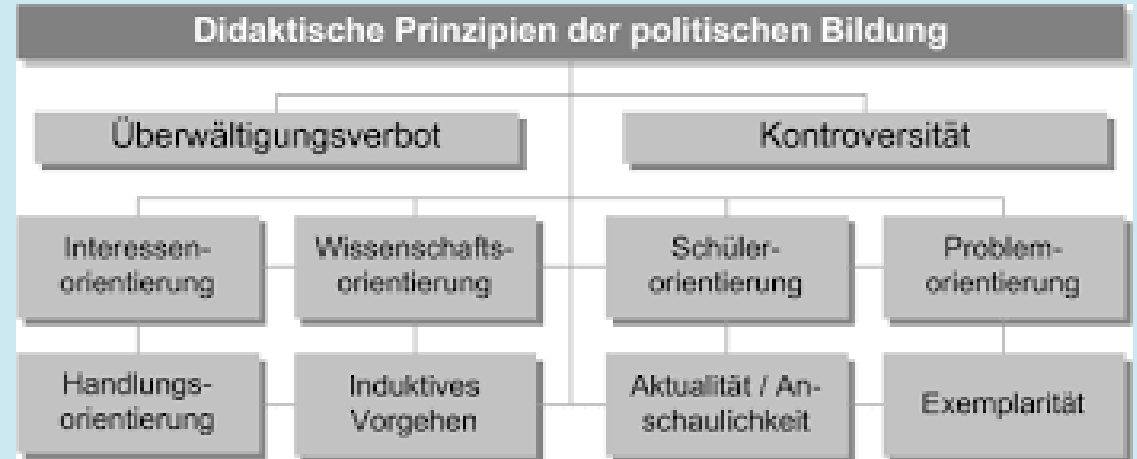 Didaktische Prinzipien der politischen Bildung
Überwältigungsverbot
Kontroversität
Interessen-
orientierung
Wissenschafts-
orientierung
Schüler-
orientierung
Problem-
orientierung
Handlungs-
orientierung
Induktives
Vorgehen
Aktualität / An-
schaulichkeit
Exemplarität